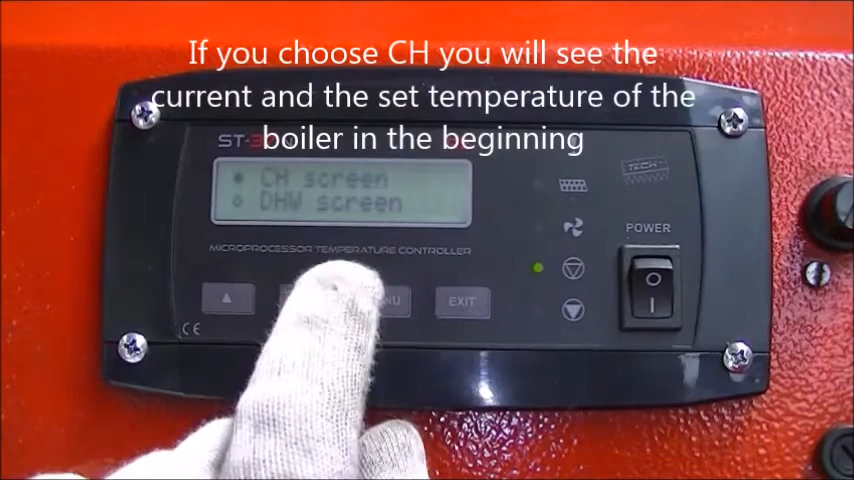 If you choose CH you will see the
current and the set temperature of the
boiler in the beginning
ST-3
CH screen
DHW screen
TECH
MICROPROCESSOR TEMPERATURE CONTROLLER
POWER
EXIT
CE